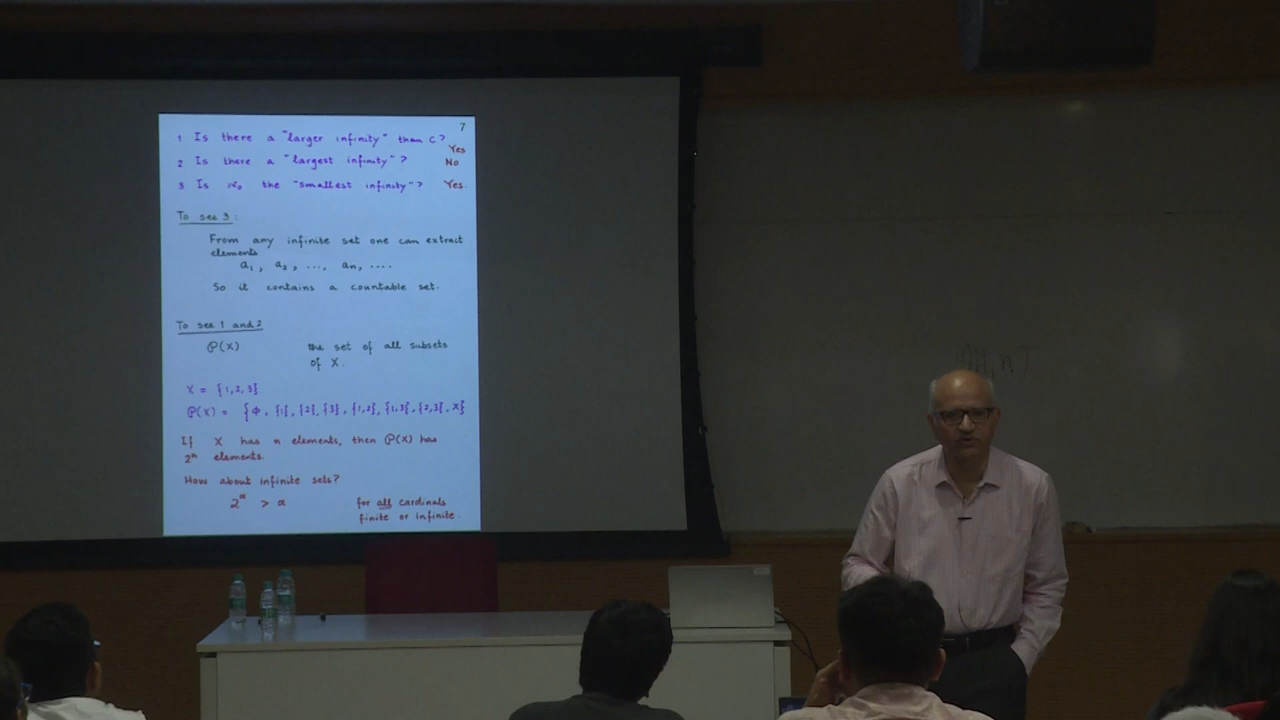 7
1 Is there a "larger infinity" than C?
Yes
2 Is there a "largest infinity"? No
3 Is ℵ₀ the "smallest infinity"? Yes.
To see 3:
From any infinite set one can extract
elements
a₁, a₂, ..., aₙ, ....
So it contains a countable set.
To see 1 and 2
𝒫(X) the set of all subsets
of X.
X = {1,2,3}
𝒫(X) = {Φ, {1}, {2}, {3}, {1,2}, {1,3}, {2,3}, X}
If X has n elements, then 𝒫(X) has
2ⁿ elements.
How about infinite sets?
2^α > α for all cardinals
finite or infinite.